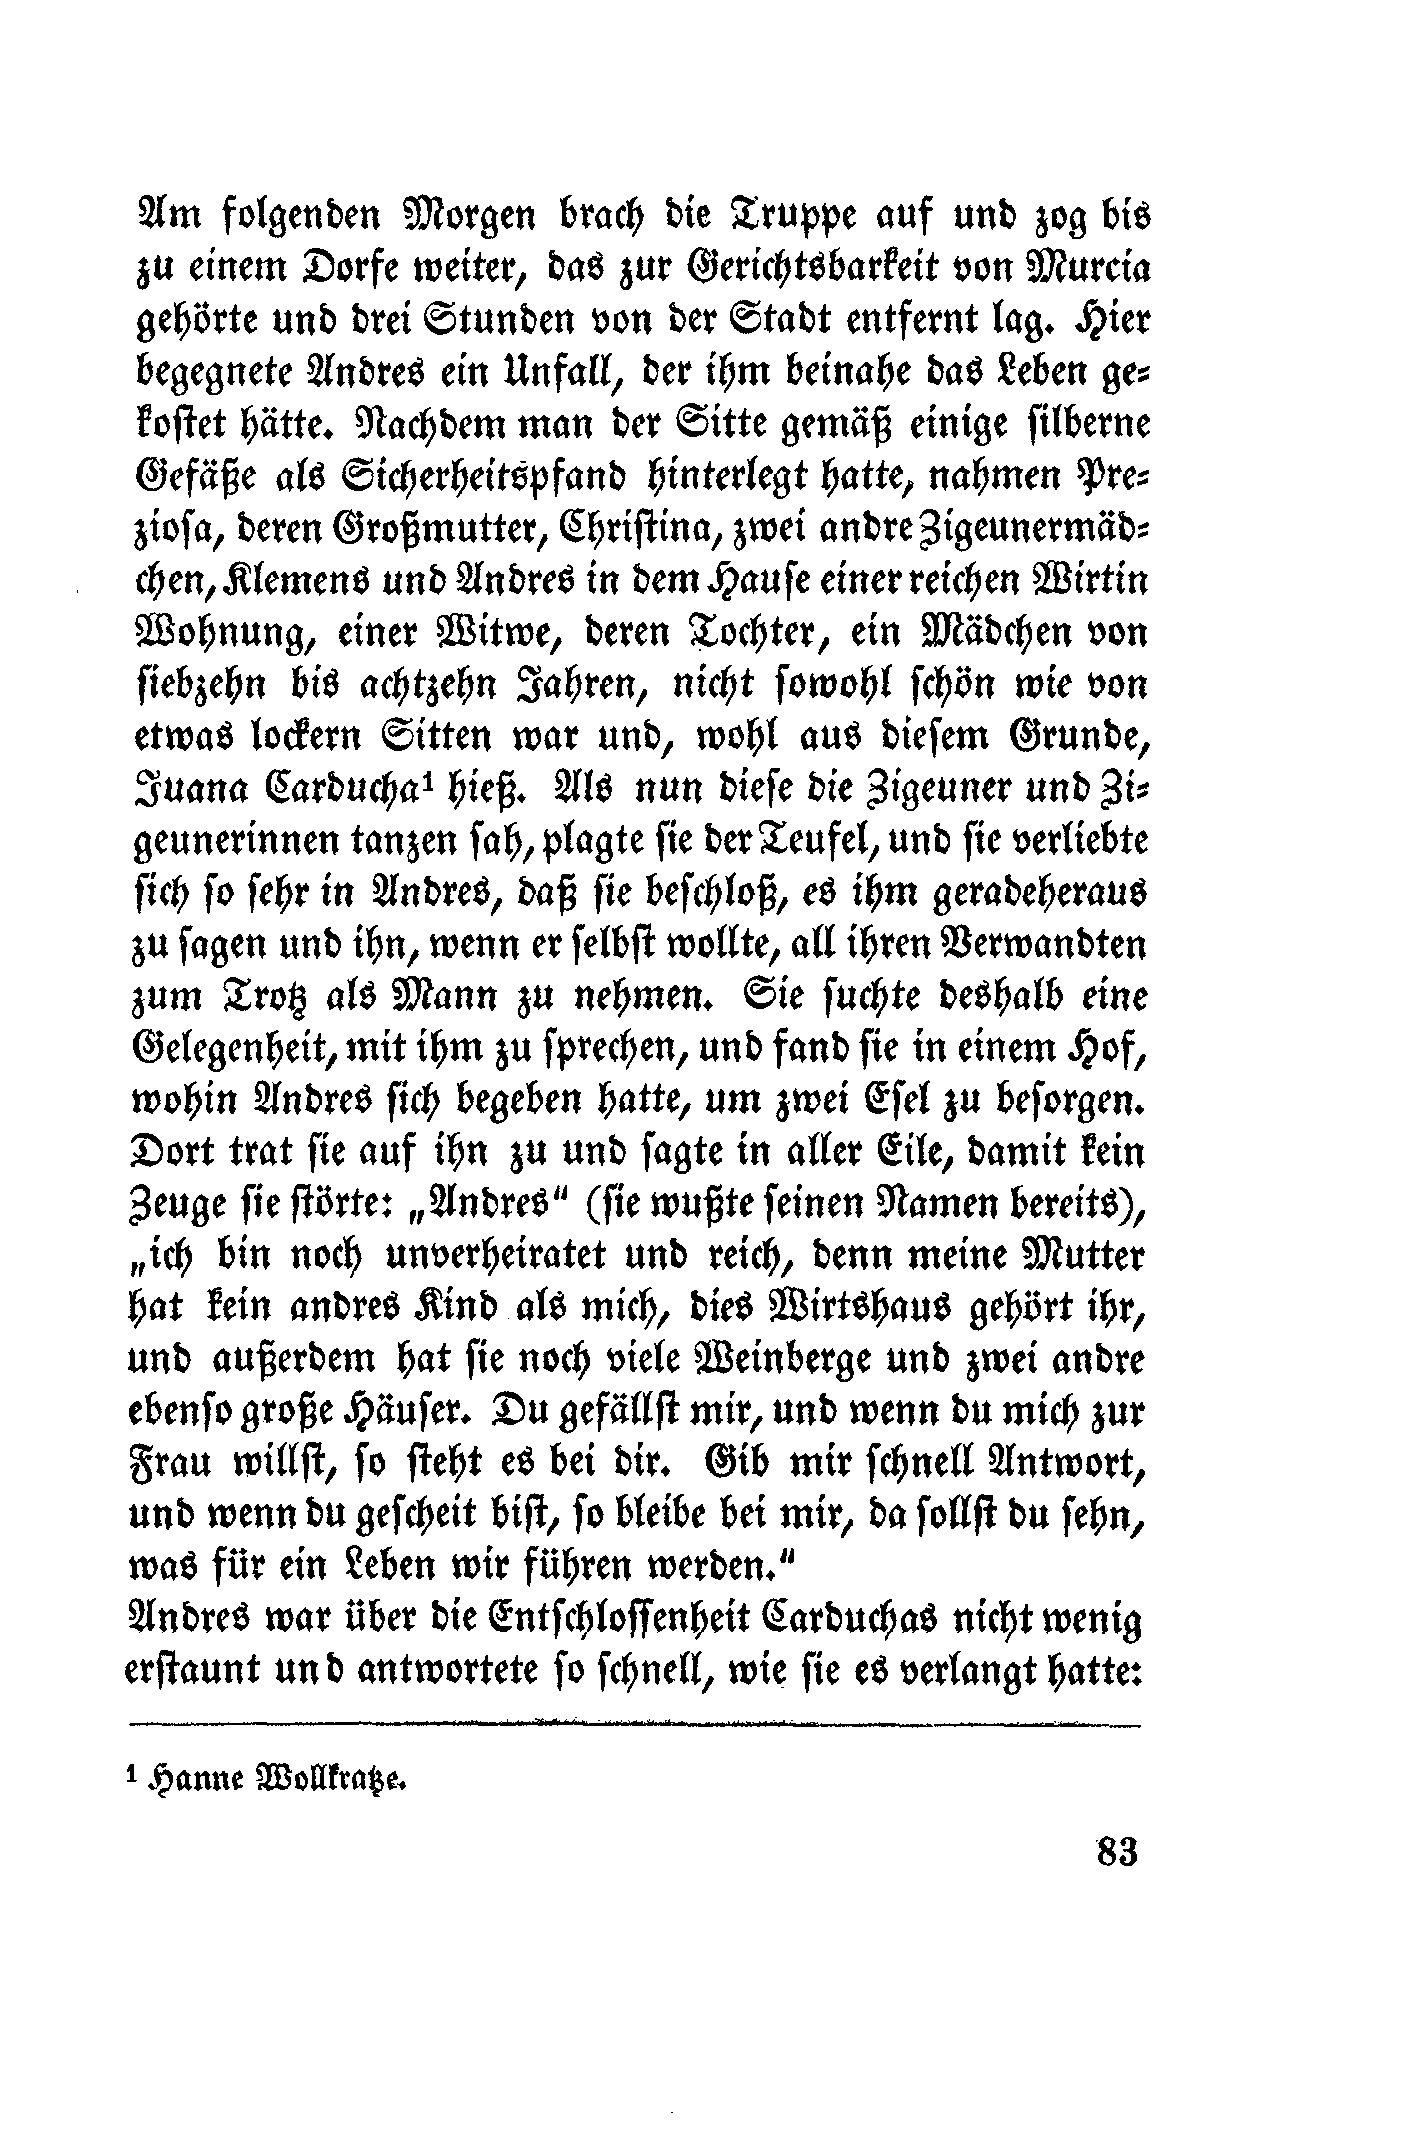 Am folgenden Morgen brach die Truppe auf und zog bis
zu einem Dorfe weiter, das zur Gerichtsbarkeit von Murcia
gehörte und drei Stunden von der Stadt entfernt lag. Hier
begegnete Andres ein Unfall, der ihm beinahe das Leben ge-
kostet hätte. Nachdem man der Sitte gemäß einige silberne
Gefäße als Sicherheitspfand hinterlegt hatte, nahmen Pre-
ziosa, deren Großmutter, Christina, zwei andre Zigeunermäd-
chen, Klemens und Andres in dem Hause einer reichen Wirtin
Wohnung, einer Witwe, deren Tochter, ein Mädchen von
siebzehn bis achtzehn Jahren, nicht sowohl schön wie von
etwas lockern Sitten war und, wohl aus diesem Grunde,
Juana Carducha¹ hieß. Als nun diese die Zigeuner und Zi-
geunerinnen tanzen sah, plagte sie der Teufel, und sie verliebte
sich so sehr in Andres, daß sie beschloß, es ihm geradeheraus
zu sagen und ihn, wenn er selbst wollte, all ihren Verwandten
zum Trotz als Mann zu nehmen. Sie suchte deshalb eine
Gelegenheit, mit ihm zu sprechen, und fand sie in einem Hof,
wohin Andres sich begeben hatte, um zwei Esel zu besorgen.
Dort trat sie auf ihn zu und sagte in aller Eile, damit kein
Zeuge sie störte: „Andres“ (sie wußte seinen Namen bereits),
„ich bin noch unverheiratet und reich, denn meine Mutter
hat kein andres Kind als mich, dies Wirtshaus gehört ihr,
und außerdem hat sie noch viele Weinberge und zwei andre
ebenso große Häuser. Du gefällst mir, und wenn du mich zur
Frau willst, so steht es bei dir. Gib mir schnell Antwort,
und wenn du gescheit bist, so bleibe bei mir, da sollst du sehn,
was für ein Leben wir führen werden.“
Andres war über die Entschlossenheit Carduchas nicht wenig
erstaunt und antwortete so schnell, wie sie es verlangt hatte:
¹ Hanne Wollkratze.
83